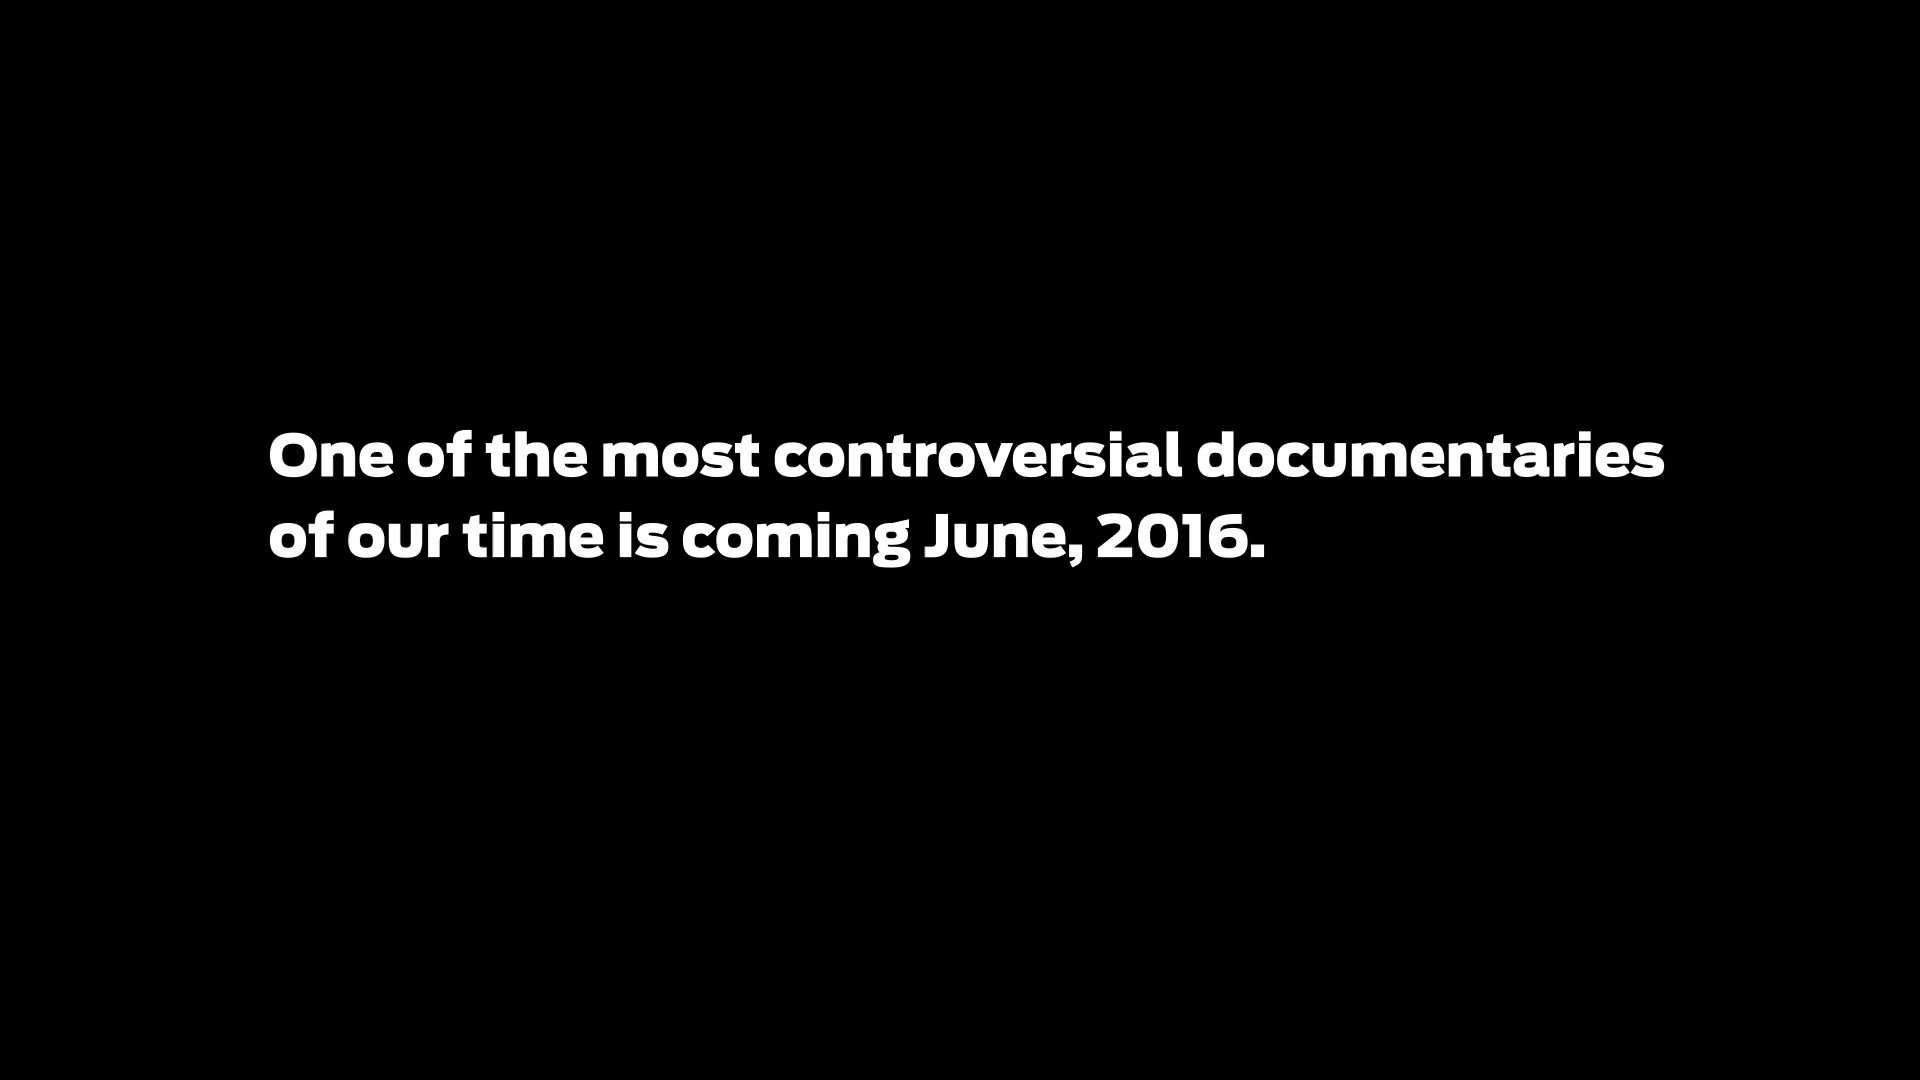 One of the most controversial documentaries
of our time is coming June, 2016.